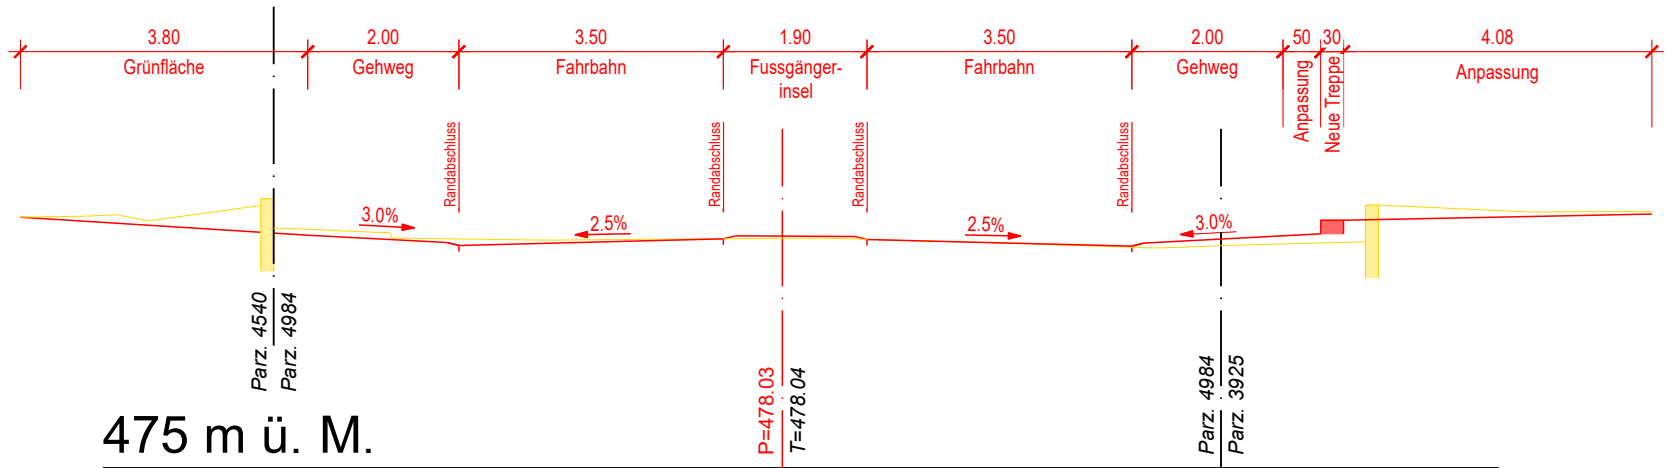 3.80
2.00
3.50
1.90
3.50
2.00
50
30
4.08
Grünfläche
Gehweg
Fahrbahn
Fussgänger-
insel
Fahrbahn
Gehweg
Anpassung
Neue Treppe
Anpassung
Randabschluss
Randabschluss
Randabschluss
Randabschluss
3.0%
2.5%
2.5%
3.0%
Parz. 4540
Parz. 4984
P=478.03
T=478.04
Parz. 4984
Parz. 3925
475 m ü. M.